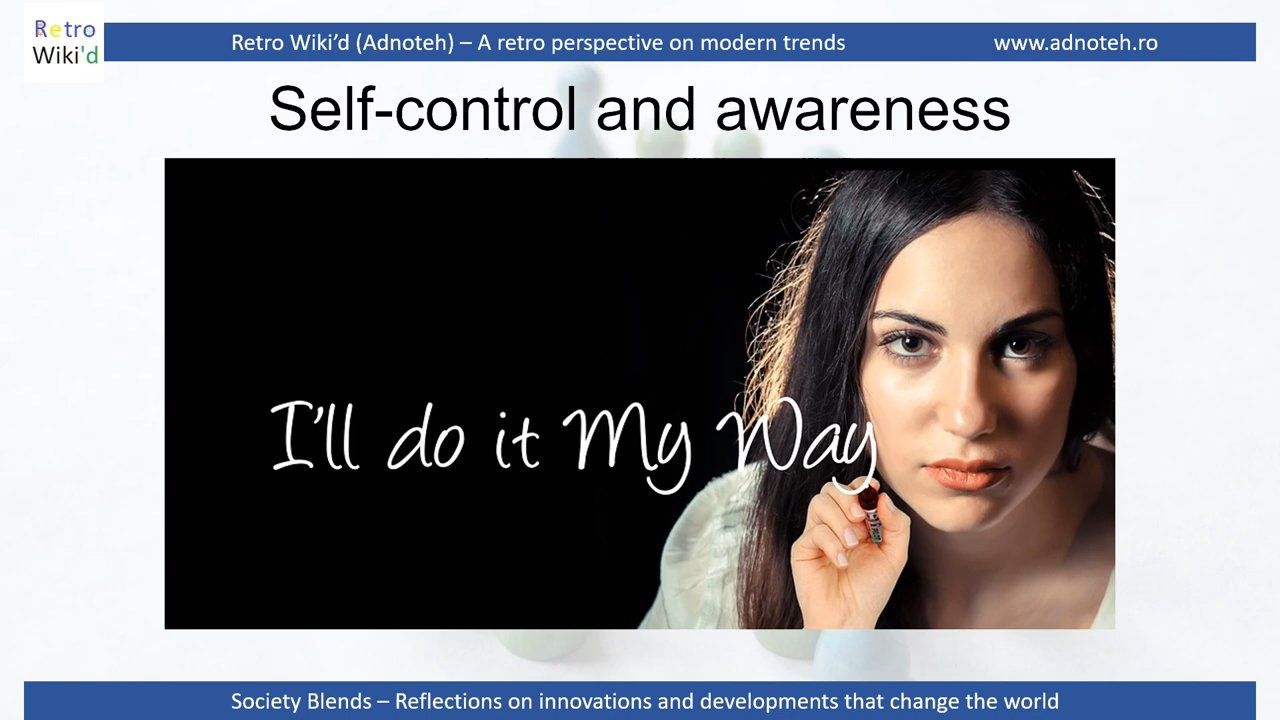 Retro
Wiki'd
Retro Wiki’d (Adnoteh) – A retro perspective on modern trends
www.adnoteh.ro
Self-control and awareness
I'll do it My Way
Society Blends – Reflections on innovations and developments that change the world